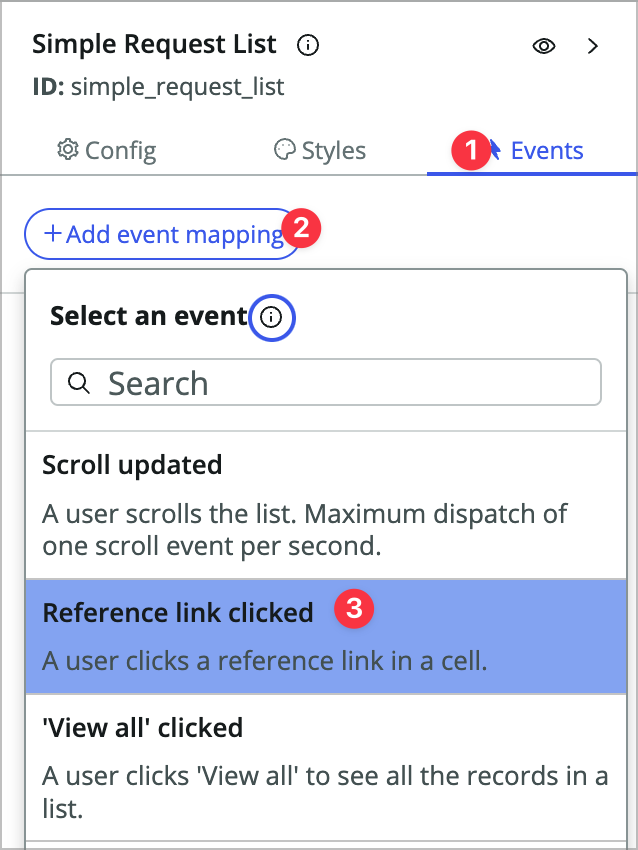 Simple Request List
ID: simple_request_list
Config
Styles
1
Events
+ Add event mapping
2
Select an event
Search
Scroll updated
A user scrolls the list. Maximum dispatch of
one scroll event per second.
Reference link clicked
3
A user clicks a reference link in a cell.
'View all' clicked
A user clicks 'View all' to see all the records in a
list.